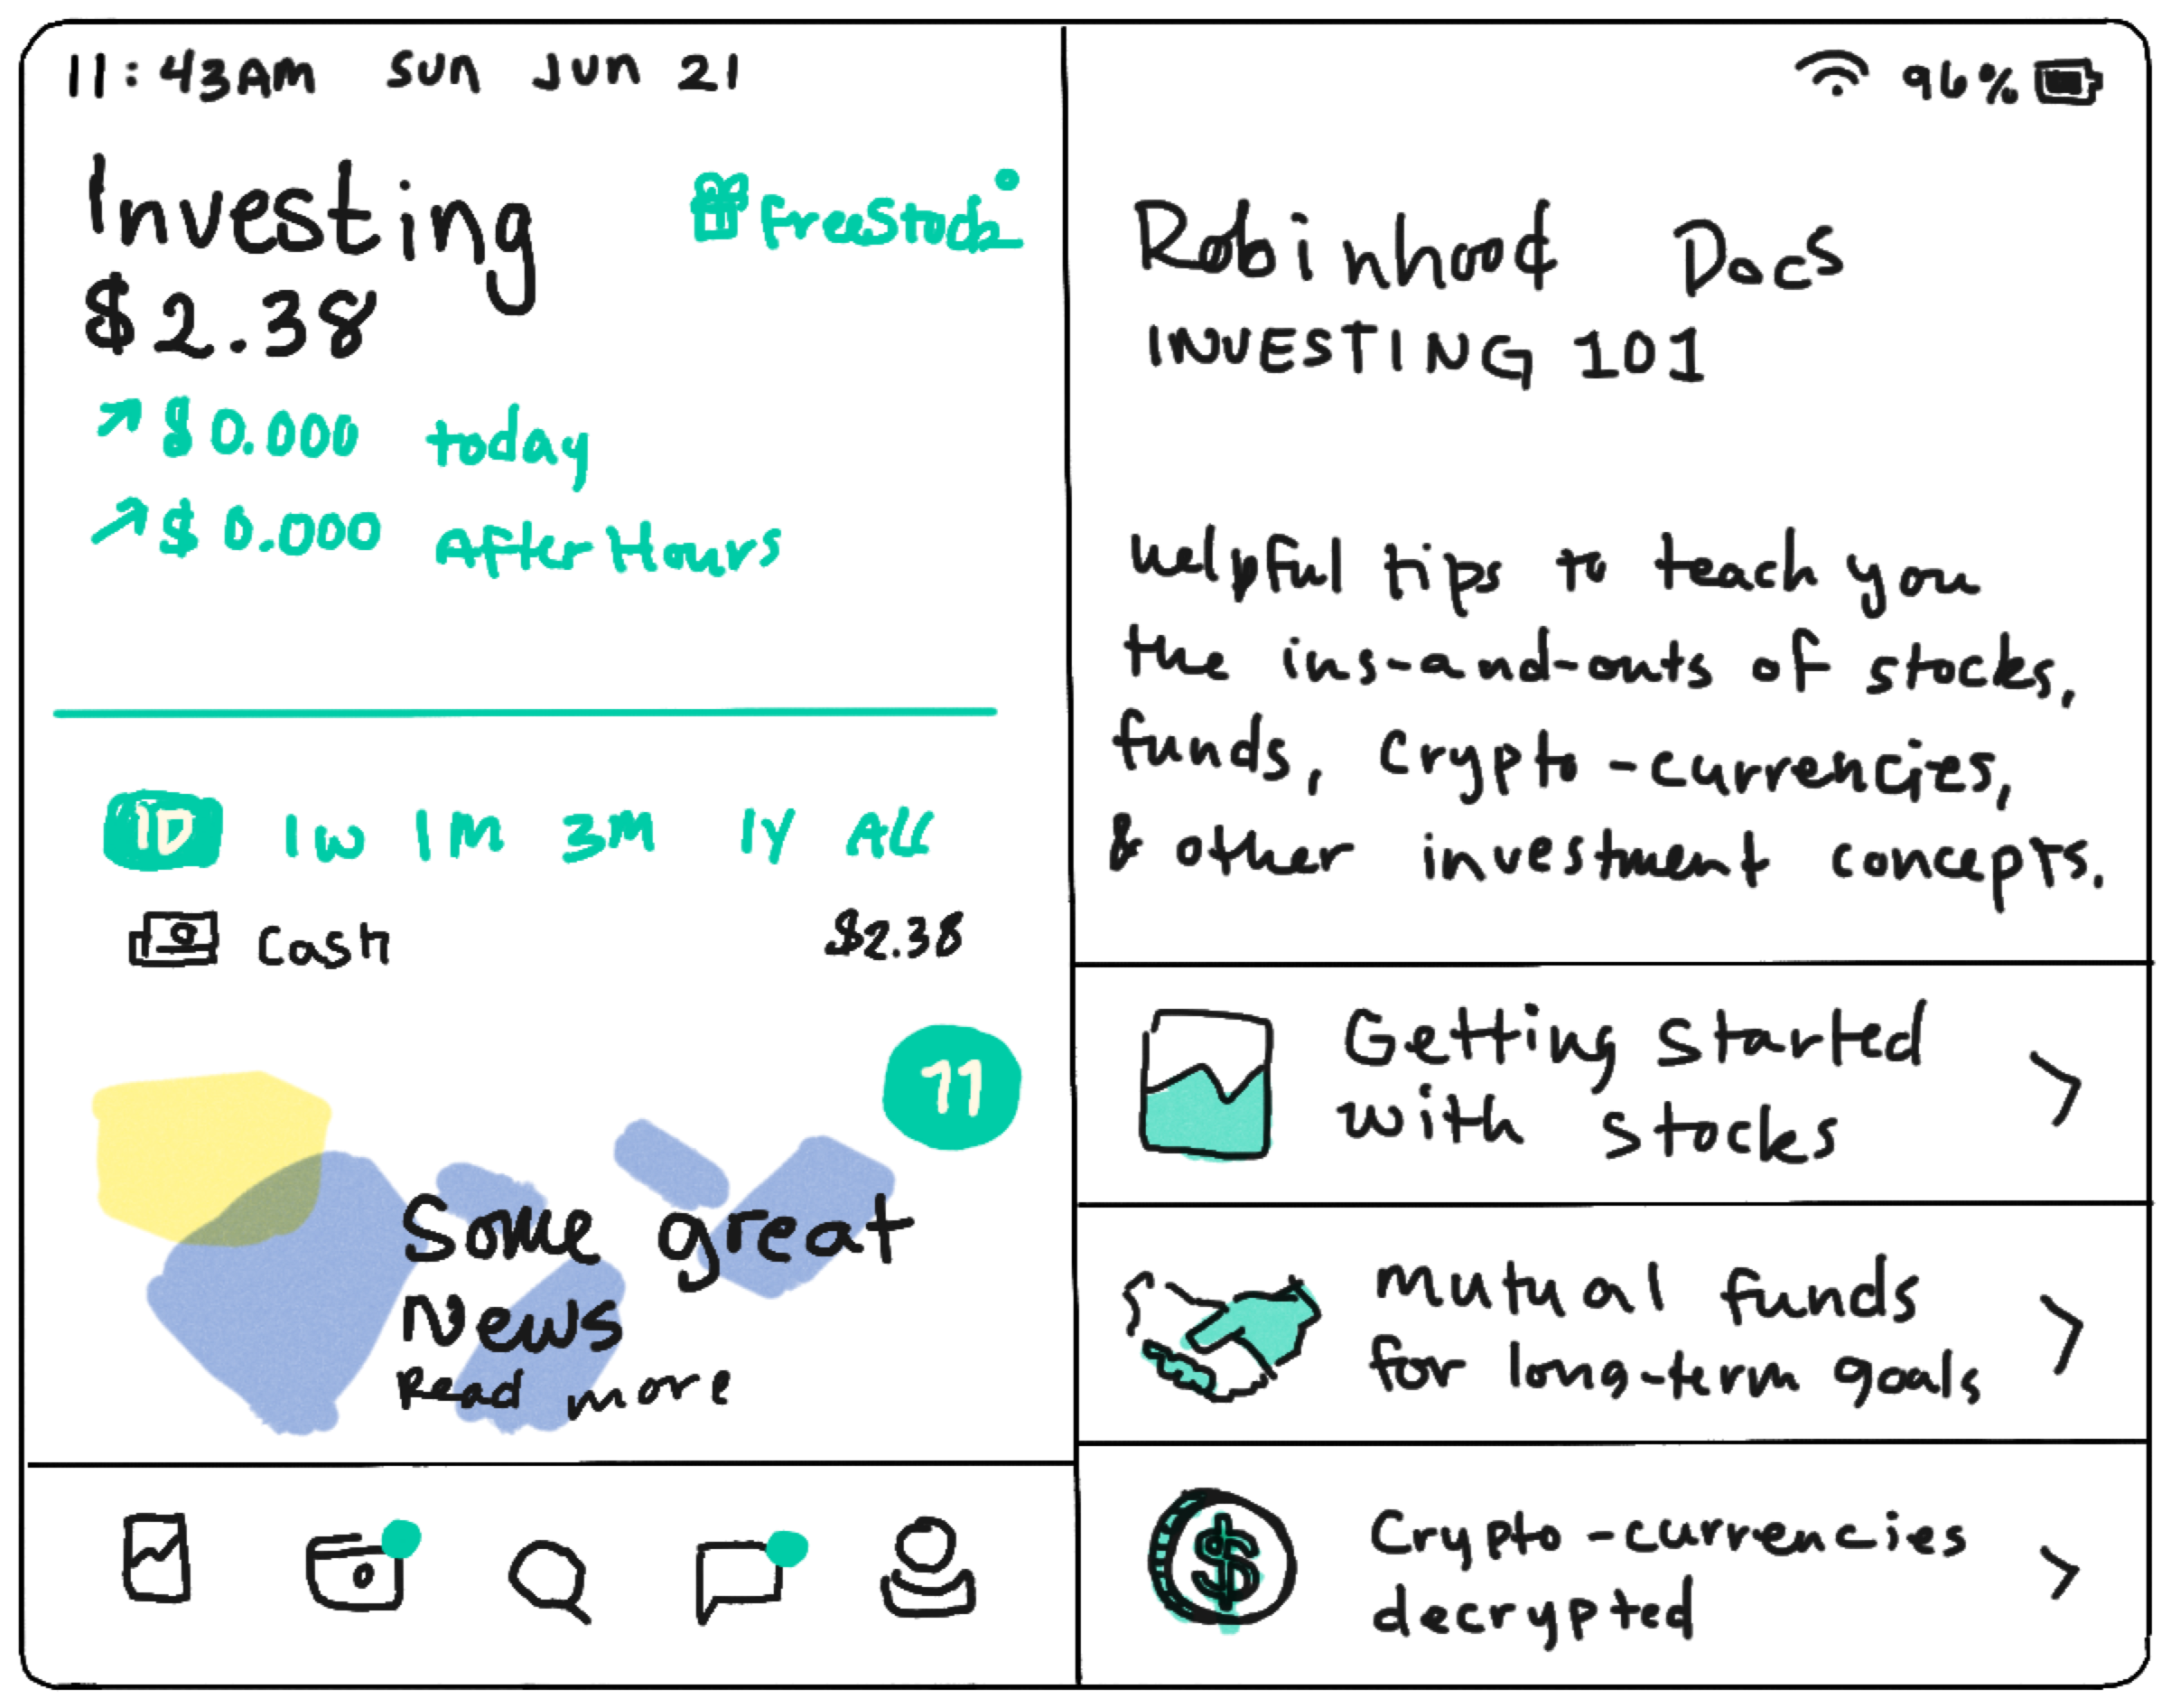 11:43AM Sun Jun 21
96%
Investing
Free Stock
$2.38
$0.000 today
$0.000 After Hours
1D 1W 1M 3M 1Y ALL
Cash $2.38
11
Some great
News
Read more
Robinhood Docs
INVESTING 101
Helpful tips to teach you
the ins-and-outs of stocks,
funds, crypto-currencies,
& other investment concepts.
Getting started
with stocks
Mutual funds
for long-term goals
$
Crypto-currencies
decrypted